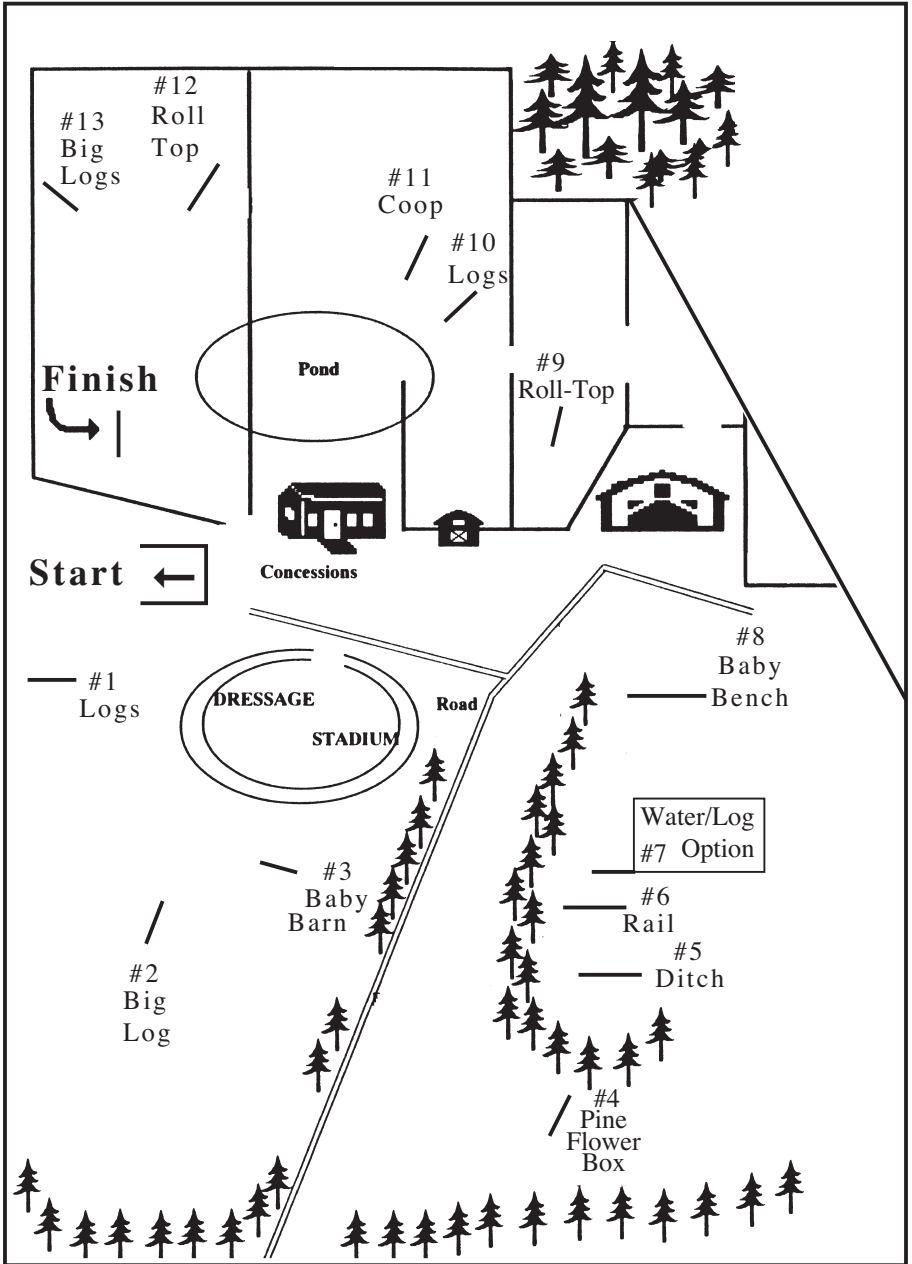 #12
Roll
Top
#13
Big
Logs
#11
Coop
#10
Logs
Pond
#9
Roll-Top
Finish
Start
Concessions
#8
Baby
Bench
#1
Logs
DRESSAGE
STADIUM
Road
Water/Log
#7 Option
#3
Baby
Barn
#6
Rail
#5
Ditch
#2
Big
Log
#4
Pine
Flower
Box